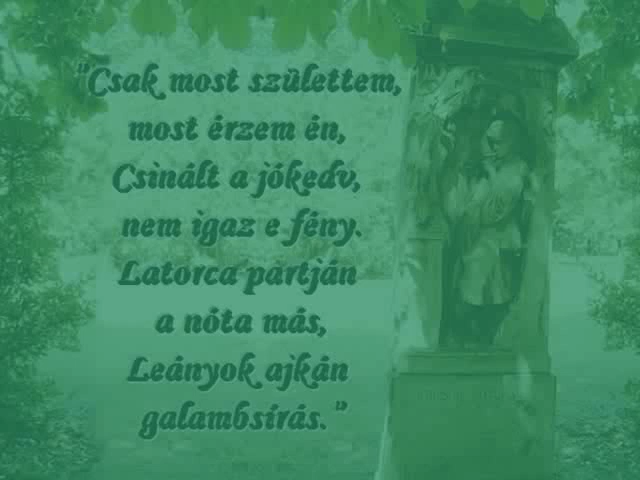 "Csak most születtem,
most érzem én,
Csinált a jókedv,
nem igaz e fény.
Latorca partján
a nóta más,
Leányok ajkán
galambsírás."